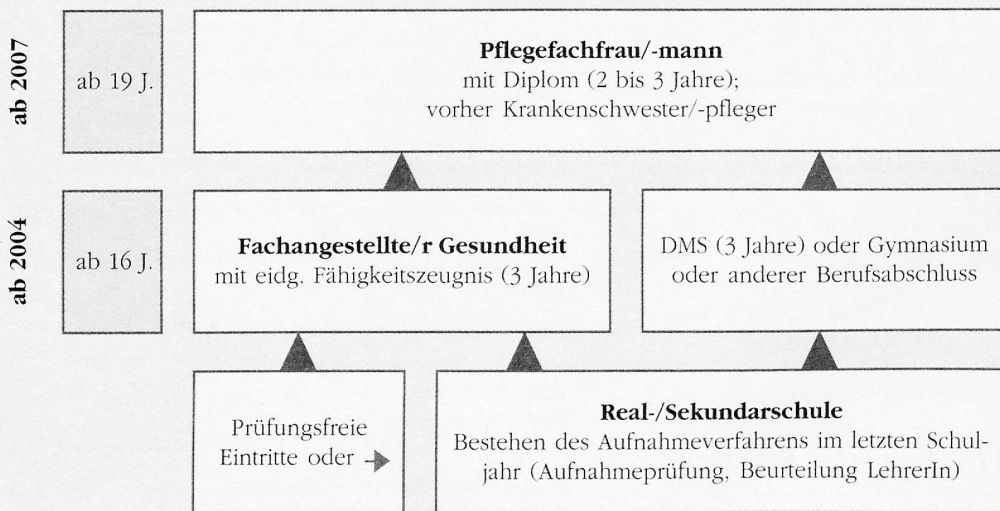 ab 2007
ab 19 J.
Pflegefachfrau/-mann
mit Diplom (2 bis 3 Jahre);
vorher Krankenschwester/-pfleger
ab 2004
ab 16 J.
Fachangestellte/r Gesundheit
mit eidg. Fähigkeitszeugnis (3 Jahre)
DMS (3 Jahre) oder Gymnasium
oder anderer Berufsabschluss
Prüfungsfreie
Eintritte oder
Real-/Sekundarschule
Bestehen des Aufnahmeverfahrens im letzten Schul-
jahr (Aufnahmeprüfung, Beurteilung LehrerIn)